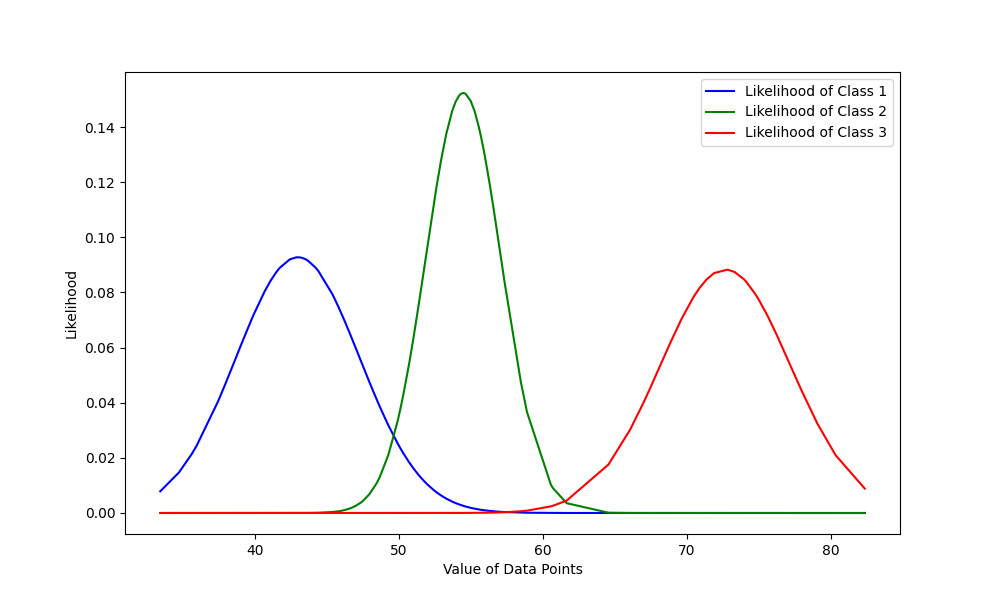 Likelihood of Class 1
Likelihood of Class 2
Likelihood of Class 3
0.14
0.12
0.10
0.08
0.06
0.04
0.02
0.00
Likelihood
40 50 60 70 80
Value of Data Points